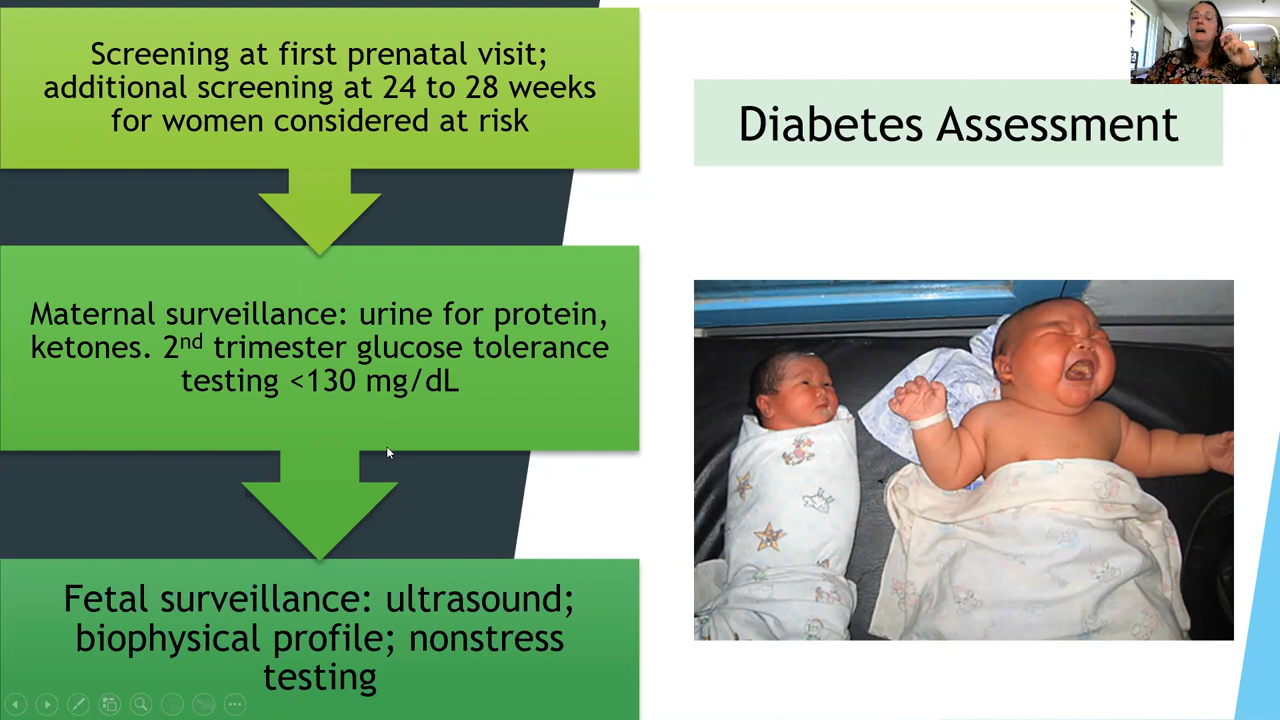 Screening at first prenatal visit;
additional screening at 24 to 28 weeks
for women considered at risk
Maternal surveillance: urine for protein,
ketones. 2nd trimester glucose tolerance
testing <130 mg/dL
Fetal surveillance: ultrasound;
biophysical profile; nonstress
testing
Diabetes Assessment